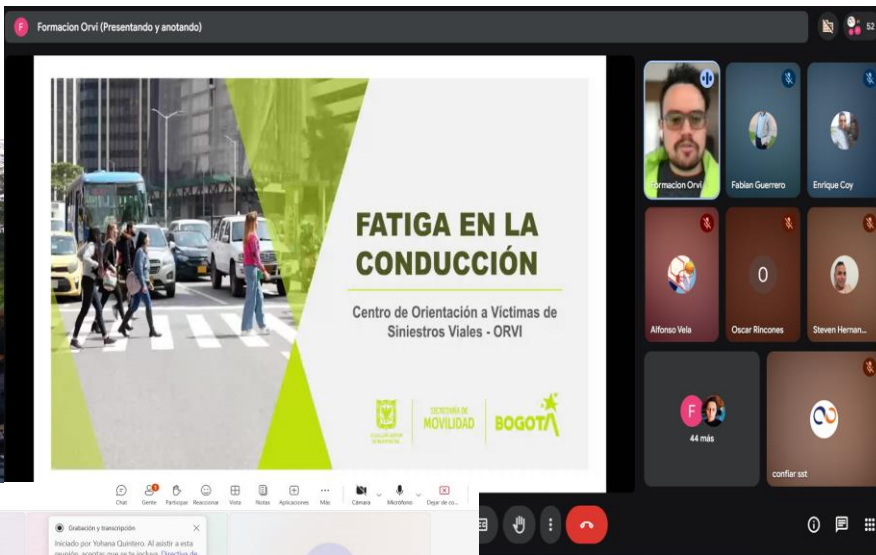 F
Formacion Orvi (Presentando y anotando)
52
FATIGA EN LA
CONDUCCIÓN
Centro de Orientación a Víctimas de
Siniestros Viales - ORVI
SECRETARÍA DE
MOVILIDAD
BOGOTÁ
Formacion Orvi
Fabian Guerrero
Enrique Coy
O
Alfonso Vela
Oscar Rincones
Steven Hernan...
F
44 más
confiar sst
Chat
Gente
Participar
Reaccionar
Vista
Notas
Aplicaciones
Más
Cámara
Micrófono
Dejar de co...
Grabación y transcripción
Iniciado por Yohana Quintero. Al asistir a esta
reunión, aceptas que se te incluya. Directiva de